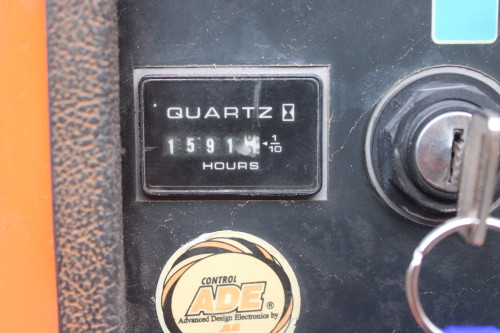 QUARTZ
1591
1/10
HOURS
CONTROL
ADE®
Advanced Design Electronics by